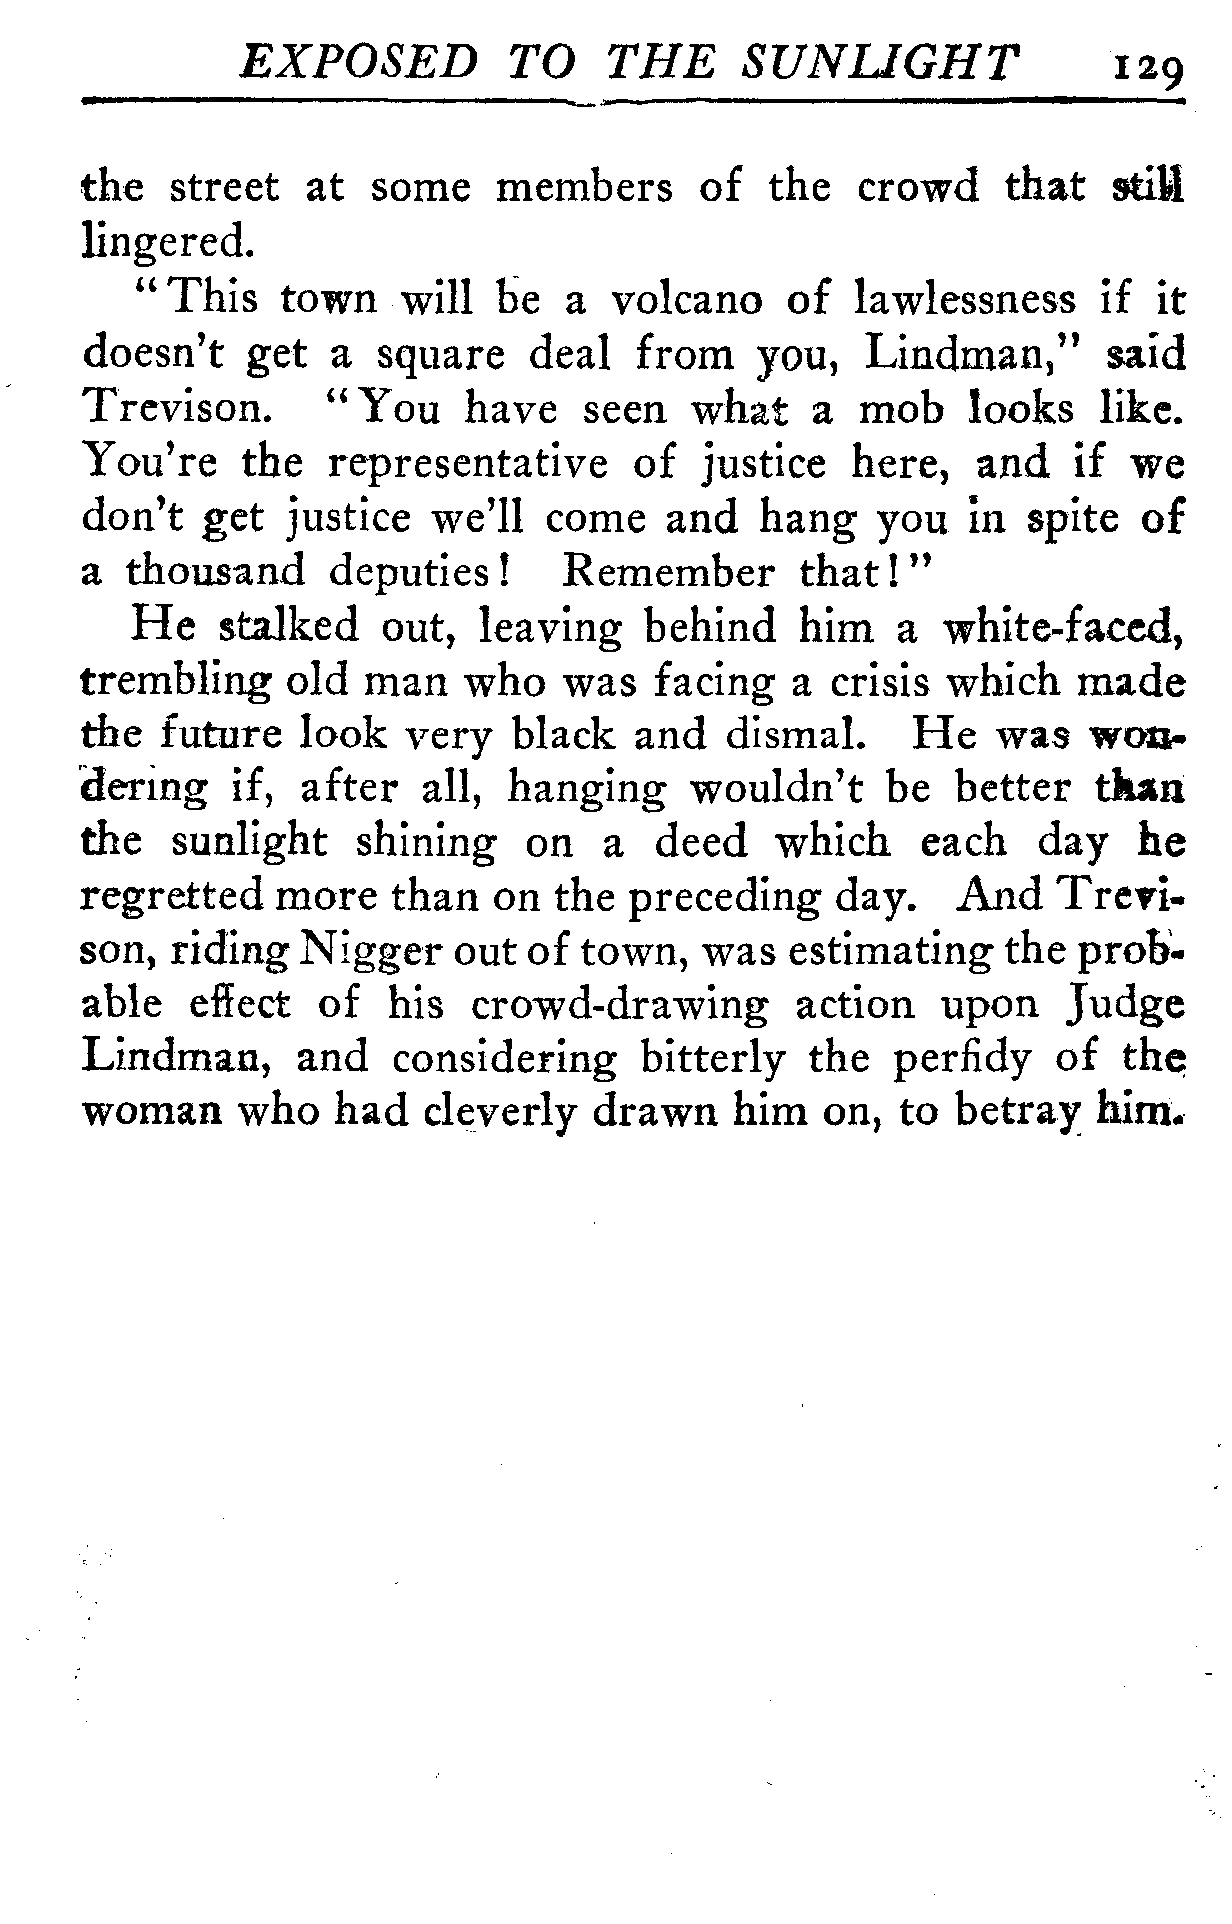 EXPOSED TO THE SUNLIGHT 129
the street at some members of the crowd that still
lingered.
"This town will be a volcano of lawlessness if it
doesn't get a square deal from you, Lindman," said
Trevison. "You have seen what a mob looks like.
You're the representative of justice here, and if we
don't get justice we'll come and hang you in spite of
a thousand deputies! Remember that!"
He stalked out, leaving behind him a white-faced,
trembling old man who was facing a crisis which made
the future look very black and dismal. He was won-
dering if, after all, hanging wouldn't be better than
the sunlight shining on a deed which each day he
regretted more than on the preceding day. And Trevi-
son, riding Nigger out of town, was estimating the prob-
able effect of his crowd-drawing action upon Judge
Lindman, and considering bitterly the perfidy of the
woman who had cleverly drawn him on, to betray him.